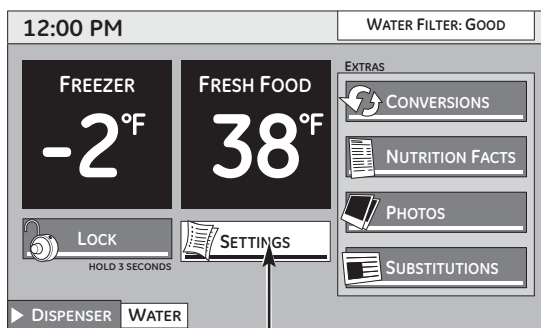 12:00 PM
WATER FILTER: GOOD
FREEZER
-2°F
FRESH FOOD
38°F
EXTRAS
CONVERSIONS
NUTRITION FACTS
PHOTOS
SUBSTITUTIONS
LOCK
HOLD 3 SECONDS
SETTINGS
DISPENSER
WATER